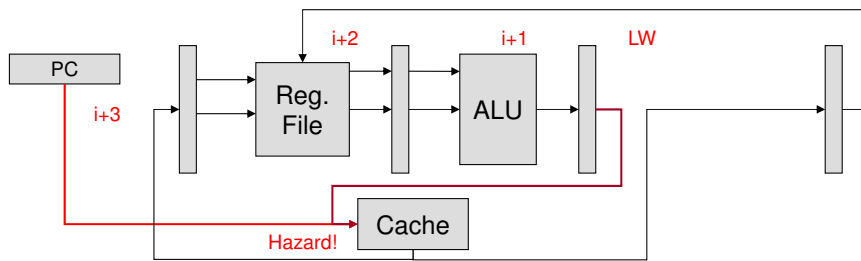 i+2
i+1
LW
PC
i+3
Reg.
File
ALU
Cache
Hazard!